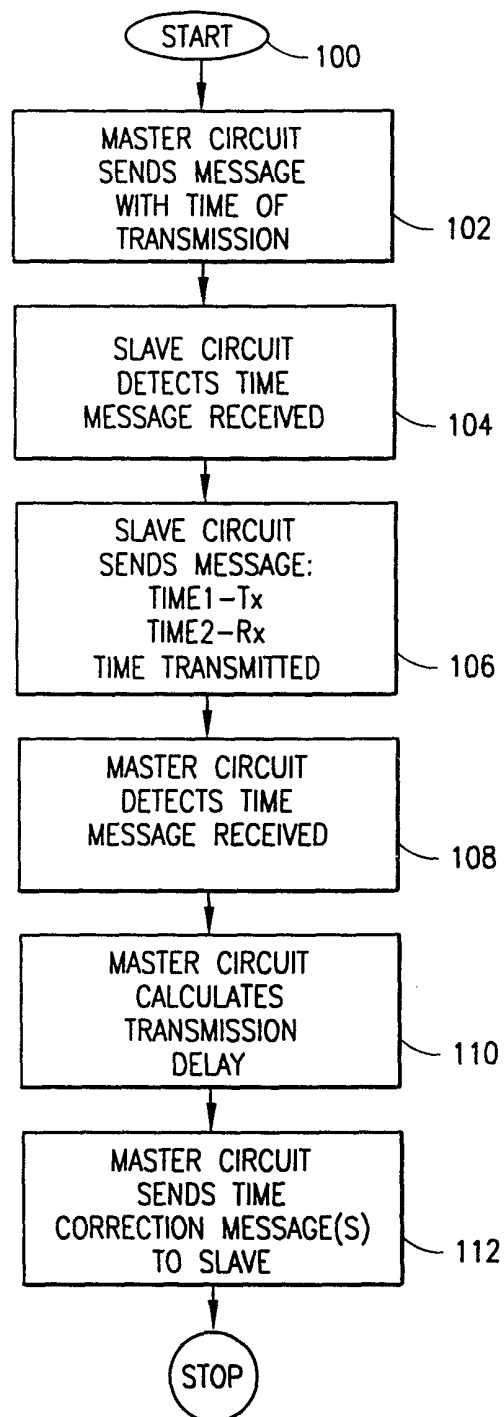 START
100
MASTER CIRCUIT
SENDS MESSAGE
WITH TIME OF
TRANSMISSION
102
SLAVE CIRCUIT
DETECTS TIME
MESSAGE RECEIVED
104
SLAVE CIRCUIT
SENDS MESSAGE:
TIME1-Tx
TIME2-Rx
TIME TRANSMITTED
106
MASTER CIRCUIT
DETECTS TIME
MESSAGE RECEIVED
108
MASTER CIRCUIT
CALCULATES
TRANSMISSION
DELAY
110
MASTER CIRCUIT
SENDS TIME
CORRECTION MESSAGE(S)
TO SLAVE
112
STOP